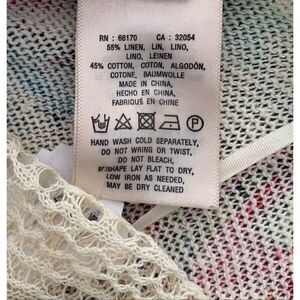 RN : 66170 CA : 32054
55% LINEN, LIN, LINO,
LINO, LEINEN
45% COTTON, COTON, ALGODON,
COTONE, BAUMWOLLE
MADE IN CHINA,
HECHO EN CHINA,
FABRIQUÉ EN CHINE
HAND WASH COLD SEPARATELY,
DO NOT WRING OR TWIST,
DO NOT BLEACH,
RESHAPE LAY FLAT TO DRY,
LOW IRON AS NEEDED,
MAY BE DRY CLEANED